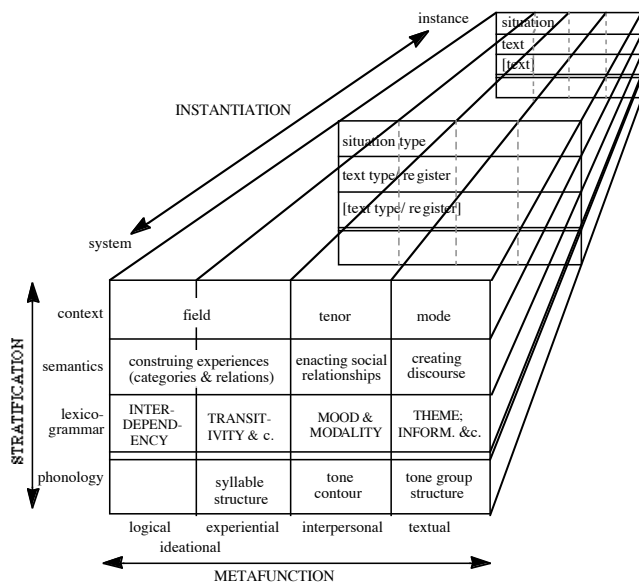 instance
situation
text
[text]
INSTANTIATION
situation type
text type/ register
[text type/ register]
system
STRATIFICATION
context
field
tenor
mode
semantics
construing experiences
(categories & relations)
enacting social
relationships
creating
discourse
lexico-
grammar
INTER-
DEPEND-
ENCY
TRANSIT-
IVITY & c.
MOOD &
MODALITY
THEME;
INFORM. &c.
phonology
syllable
structure
tone
contour
tone group
structure
logical
experiential
interpersonal
textual
ideational
METAFUNCTION